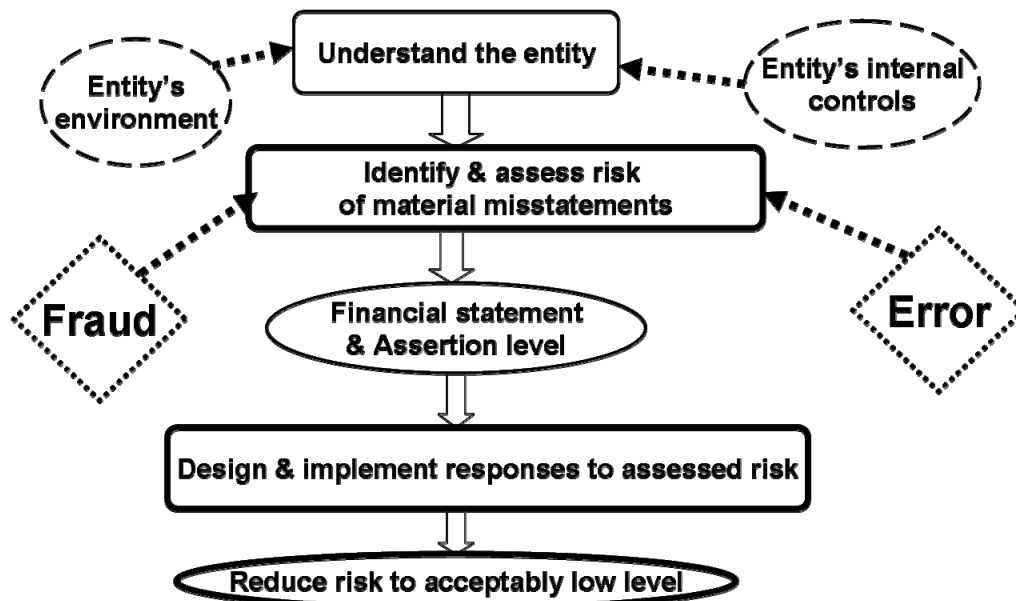 Understand the entity
Entity's
environment
Entity's internal
controls
Identify & assess risk
of material misstatements
Fraud
Error
Financial statement
& Assertion level
Design & implement responses to assessed risk
Reduce risk to acceptably low level